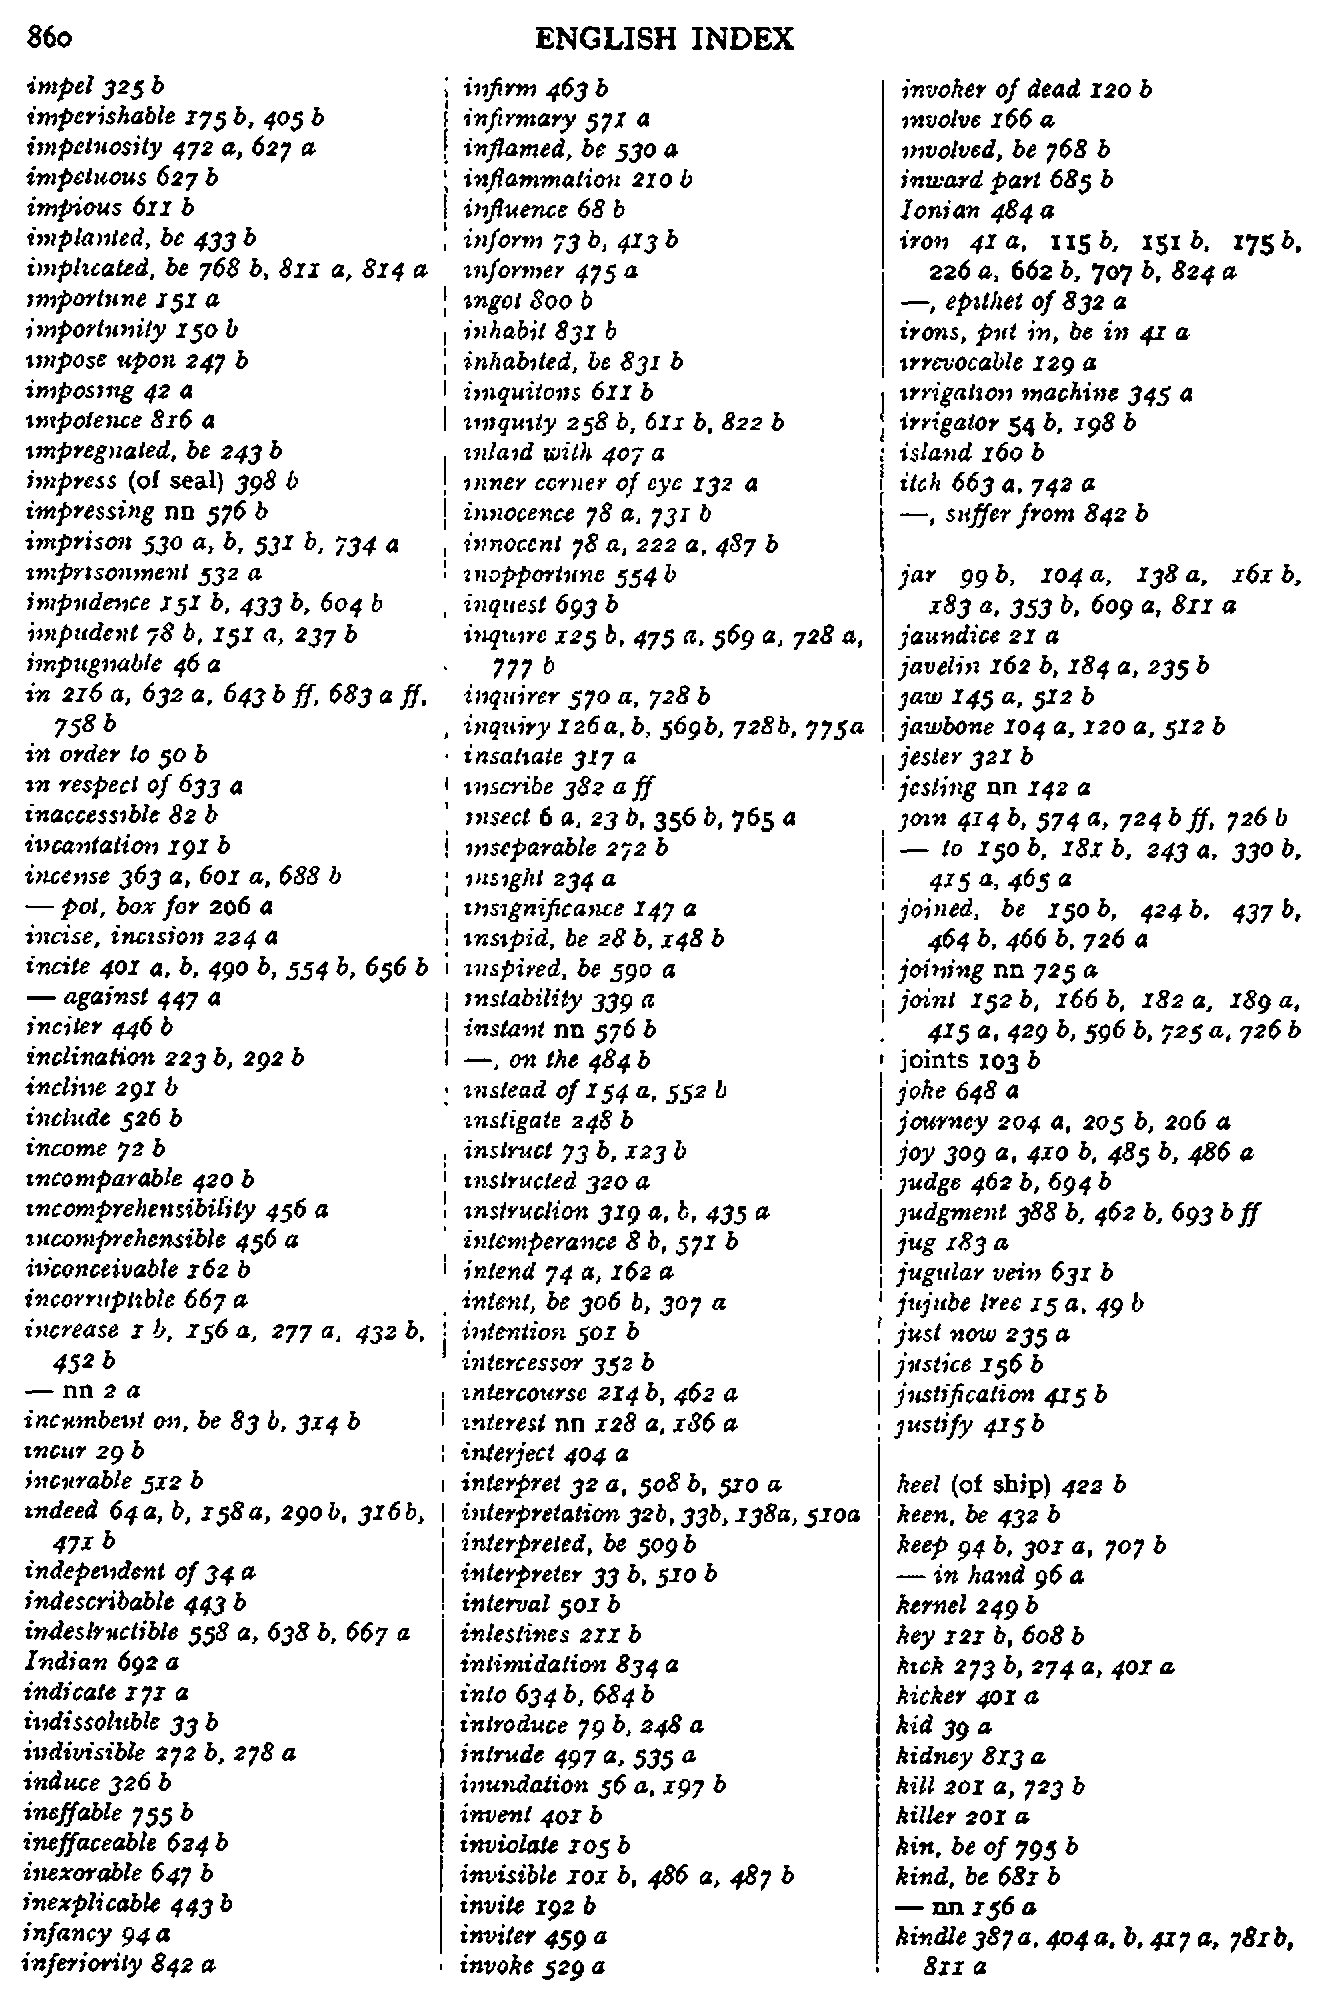 860
ENGLISH INDEX
impel 325 b
imperishable 175 b, 405 b
impetuosity 472 a, 627 a
impetuous 627 b
impious 611 b
implanted, be 433 b
implicated, be 768 b, 811 a, 814 a
importune 151 a
importunity 150 b
impose upon 247 b
imposing 42 a
impotence 816 a
impregnated, be 243 b
impress (of seal) 398 b
impressing nn 576 b
imprison 530 a, b, 531 b, 734 a
imprisonment 532 a
impudence 151 b, 433 b, 604 b
impudent 78 b, 151 a, 237 b
impugnable 46 a
in 216 a, 632 a, 643 b ff, 683 a ff,
758 b
in order to 50 b
in respect of 633 a
inaccessible 82 b
incantation 191 b
incense 363 a, 601 a, 688 b
— pot, box for 206 a
incise, incision 224 a
incite 401 a, b, 490 b, 554 b, 656 b
— against 447 a
inciter 446 b
inclination 223 b, 292 b
incline 291 b
include 526 b
income 72 b
incomparable 420 b
incomprehensibility 456 a
incomprehensible 456 a
inconceivable 162 b
incorruptible 667 a
increase 1 b, 156 a, 277 a, 432 b,
452 b
— nn 2 a
incumbent on, be 83 b, 314 b
incur 29 b
incurable 512 b
indeed 64 a, b, 158 a, 290 b, 316 b,
471 b
independent of 34 a
indescribable 443 b
indestructible 558 a, 638 b, 667 a
Indian 692 a
indicate 171 a
indissoluble 33 b
indivisible 272 b, 278 a
induce 326 b
ineffable 755 b
ineffaceable 624 b
inexorable 647 b
inexplicable 443 b
infancy 94 a
inferiority 842 a
infirm 463 b
infirmary 571 a
inflamed, be 530 a
inflammation 210 b
influence 68 b
inform 73 b, 413 b
informer 475 a
ingot 800 b
inhabit 831 b
inhabited, be 831 b
iniquitous 611 b
iniquity 258 b, 611 b, 822 b
inlaid with 407 a
inner corner of eye 132 a
innocence 78 a, 731 b
innocent 78 a, 222 a, 487 b
inopportune 554 b
inquest 693 b
inquire 125 b, 475 a, 569 a, 728 a,
777 b
inquirer 570 a, 728 b
inquiry 126 a, b, 569 b, 728 b, 775 a
insatiate 317 a
inscribe 382 a ff
insect 6 a, 23 b, 356 b, 765 a
inseparable 272 b
insight 234 a
insignificance 147 a
insipid, be 28 b, 148 b
inspired, be 590 a
instability 339 a
instant nn 576 b
—, on the 484 b
instead of 154 a, 552 b
instigate 248 b
instruct 73 b, 123 b
instructed 320 a
instruction 319 a, b, 435 a
intemperance 8 b, 571 b
intend 74 a, 162 a
intent, be 306 b, 307 a
intention 501 b
intercessor 352 b
intercourse 214 b, 462 a
interest nn 128 a, 186 a
interject 404 a
interpret 32 a, 508 b, 510 a
interpretation 32b, 33b, 138a, 510a
interpreted, be 509 b
interpreter 33 b, 510 b
interval 501 b
intestines 211 b
intimidation 834 a
into 634 b, 684 b
introduce 79 b, 248 a
intrude 497 a, 535 a
inundation 56 a, 197 b
invent 401 b
inviolate 105 b
invisible 101 b, 486 a, 487 b
invite 192 b
inviter 459 a
invoke 529 a
invoker of dead 120 b
involve 166 a
involved, be 768 b
inward part 685 b
Ionian 484 a
iron 41 a, 115 b, 151 b, 175 b,
226 a, 662 b, 707 b, 824 a
—, epithet of 832 a
irons, put in, be in 41 a
irrevocable 129 a
irrigation machine 345 a
irrigator 54 b, 198 b
island 160 b
itch 663 a, 742 a
—, suffer from 842 b
jar 99 b, 104 a, 138 a, 161 b,
183 a, 353 b, 609 a, 811 a
jaundice 21 a
javelin 162 b, 184 a, 235 b
jaw 145 a, 512 b
jawbone 104 a, 120 a, 512 b
jester 321 b
jesting nn 142 a
join 414 b, 574 a, 724 b ff, 726 b
— to 150 b, 181 b, 243 a, 330 b,
415 a, 465 a
joined, be 150 b, 424 b, 437 b,
464 b, 466 b, 726 a
joining nn 725 a
joint 152 b, 166 b, 182 a, 189 a,
415 a, 429 b, 596 b, 725 a, 726 b
joints 103 b
joke 648 a
journey 204 a, 205 b, 206 a
joy 309 a, 410 b, 485 b, 486 a
judge 462 b, 694 b
judgment 388 b, 462 b, 693 b ff
jug 183 a
jugular vein 631 b
jujube tree 15 a, 49 b
just now 235 a
justice 156 b
justification 415 b
justify 415 b
keel (of ship) 422 b
keen, be 432 b
keep 94 b, 301 a, 707 b
— in hand 96 a
kernel 249 b
key 121 b, 608 b
kick 273 b, 274 a, 401 a
kicker 401 a
kid 39 a
kidney 813 a
kill 201 a, 723 b
killer 201 a
kin, be of 795 b
kind, be 681 b
— nn 156 a
kindle 387 a, 404 a, b, 417 a, 781 b,
811 a